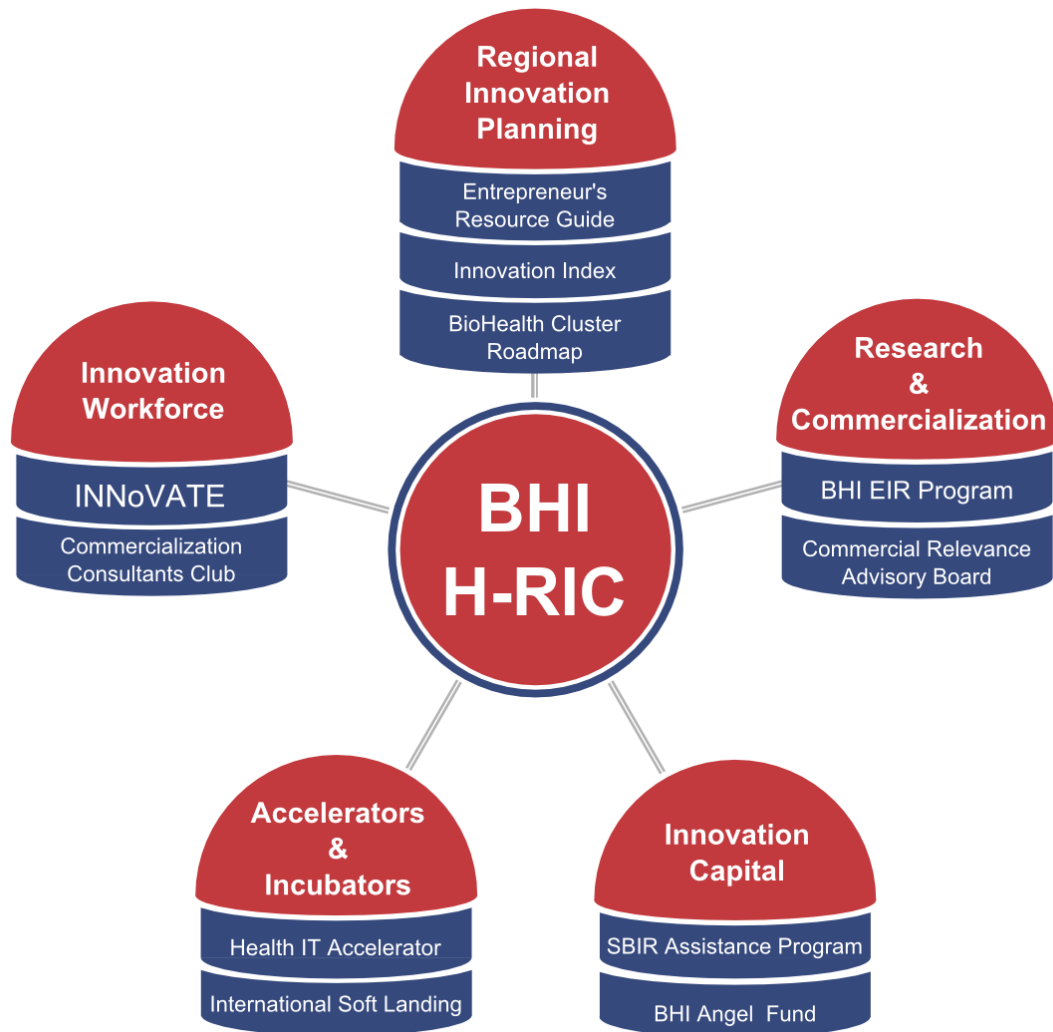 Regional
Innovation
Planning
Entrepreneur's
Resource Guide
Innovation Index
BioHealth Cluster
Roadmap
Innovation
Workforce
INNoVATE
Commercialization
Consultants Club
Research
&
Commercialization
BHI EIR Program
Commercial Relevance
Advisory Board
BHI
H-RIC
Accelerators
&
Incubators
Health IT Accelerator
International Soft Landing
Innovation
Capital
SBIR Assistance Program
BHI Angel Fund